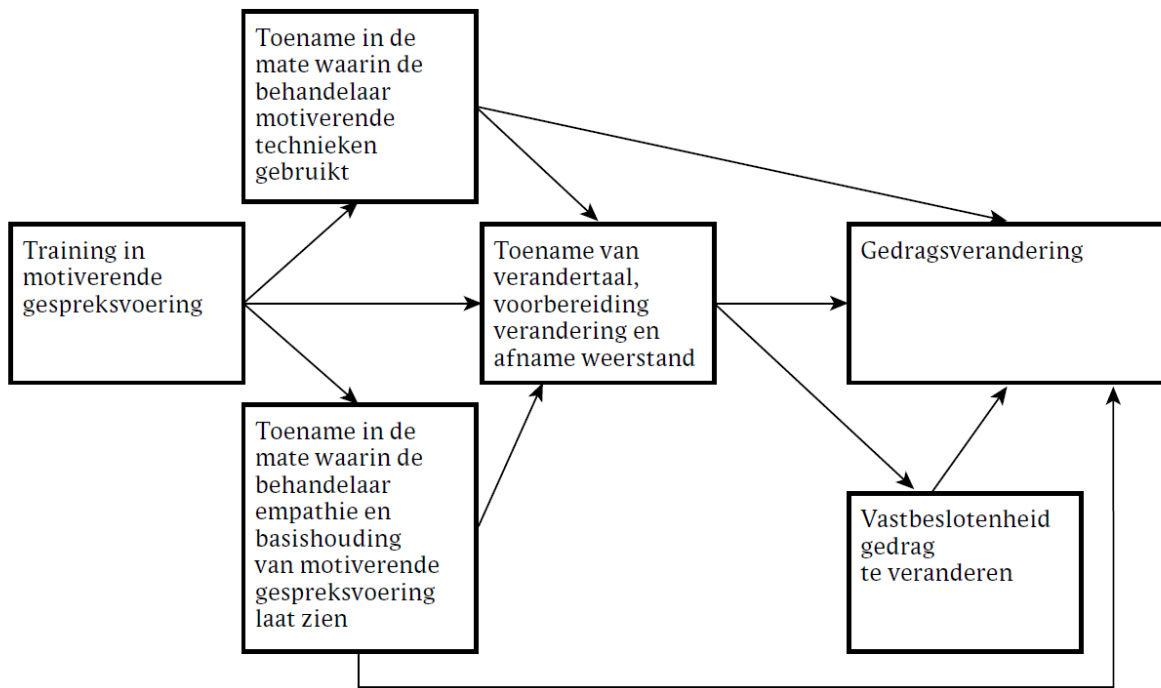 Toename in de
mate waarin de
behandelaar
motiverende
technieken
gebruikt
Training in
motiverende
gespreksvoering
Toename van
verandertaal,
voorbereiding
verandering en
afname weerstand
Gedragsverandering
Toename in de
mate waarin de
behandelaar
empathie en
basishouding
van motiverende
gespreksvoering
laat zien
Vastbeslotenheid
gedrag
te veranderen